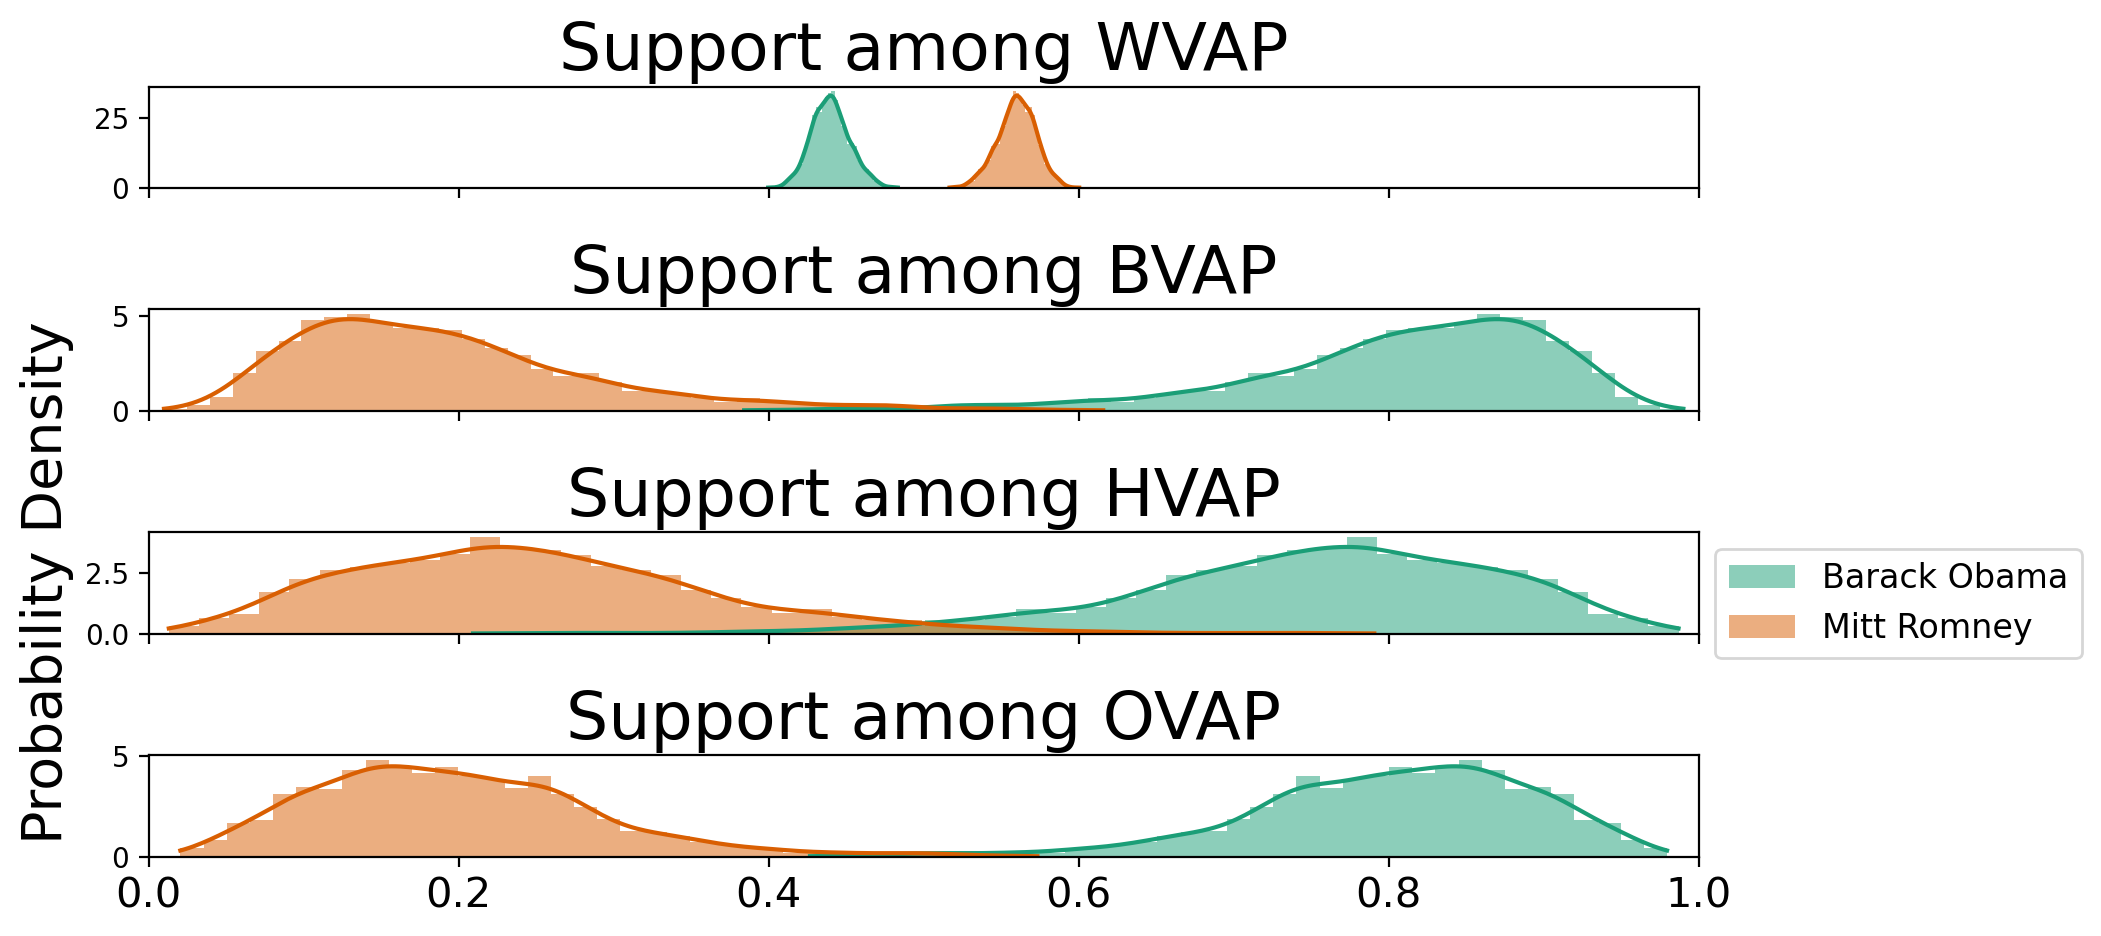 Support among WVAP
25
0
Support among BVAP
5
0
Support among HVAP
2.5
0.0
Support among OVAP
5
0
0.0 0.2 0.4 0.6 0.8 1.0
Probability Density
Barack Obama
Mitt Romney